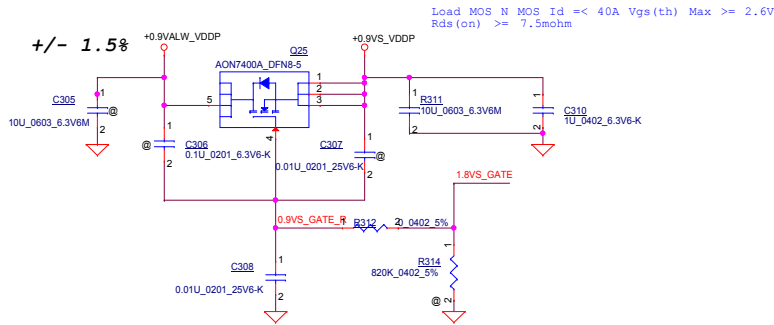 Load MOS N MOS Id =< 40A Vgs(th) Max >= 2.6V
Rds(on) >= 7.5mohm
+/- 1.5%
+0.9VALW_VDDP
+0.9VS_VDDP
Q25
AON7400A_DFN8-5
1
2
3
5
4
C305
1
@
10U_0603_6.3V6M
2
1
@
C306
0.1U_0201_6.3V6-K
2
1
C307
@
0.01U_0201_25V6-K
2
R311
1
10U_0603_6.3V6M
2
1
C310
1U_0402_6.3V6-K
2
1.8VS_GATE
0.9VS_GATE_R
1
R312
2
0_0402_5%
C308
1
0.01U_0201_25V6-K
2
1
R314
820K_0402_5%
@
2